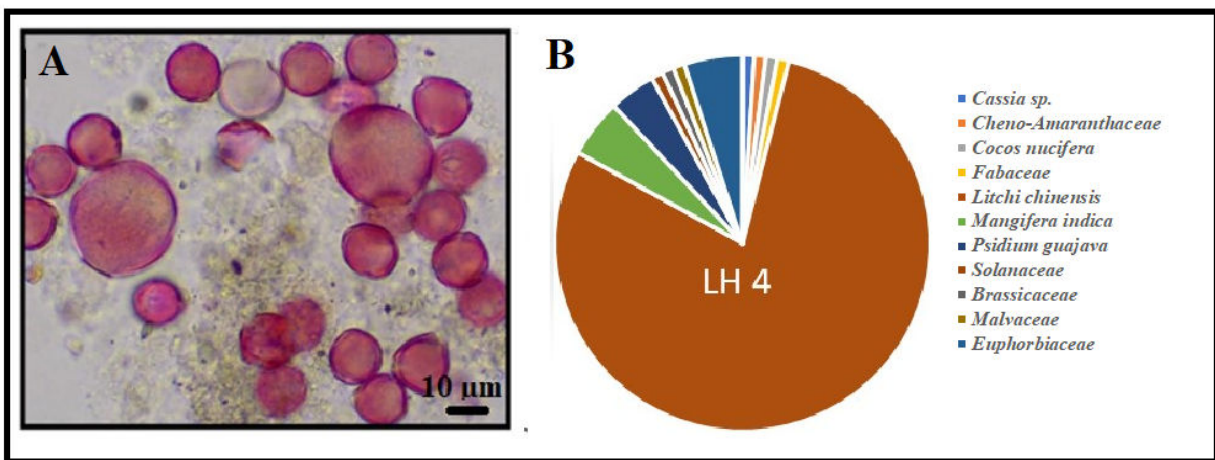 A
10 μm
B
LH 4
Cassia sp.
Cheno-Amaranthaceae
Cocos nucifera
Fabaceae
Litchi chinensis
Mangifera indica
Psidium guajava
Solanaceae
Brassicaceae
Malvaceae
Euphorbiaceae